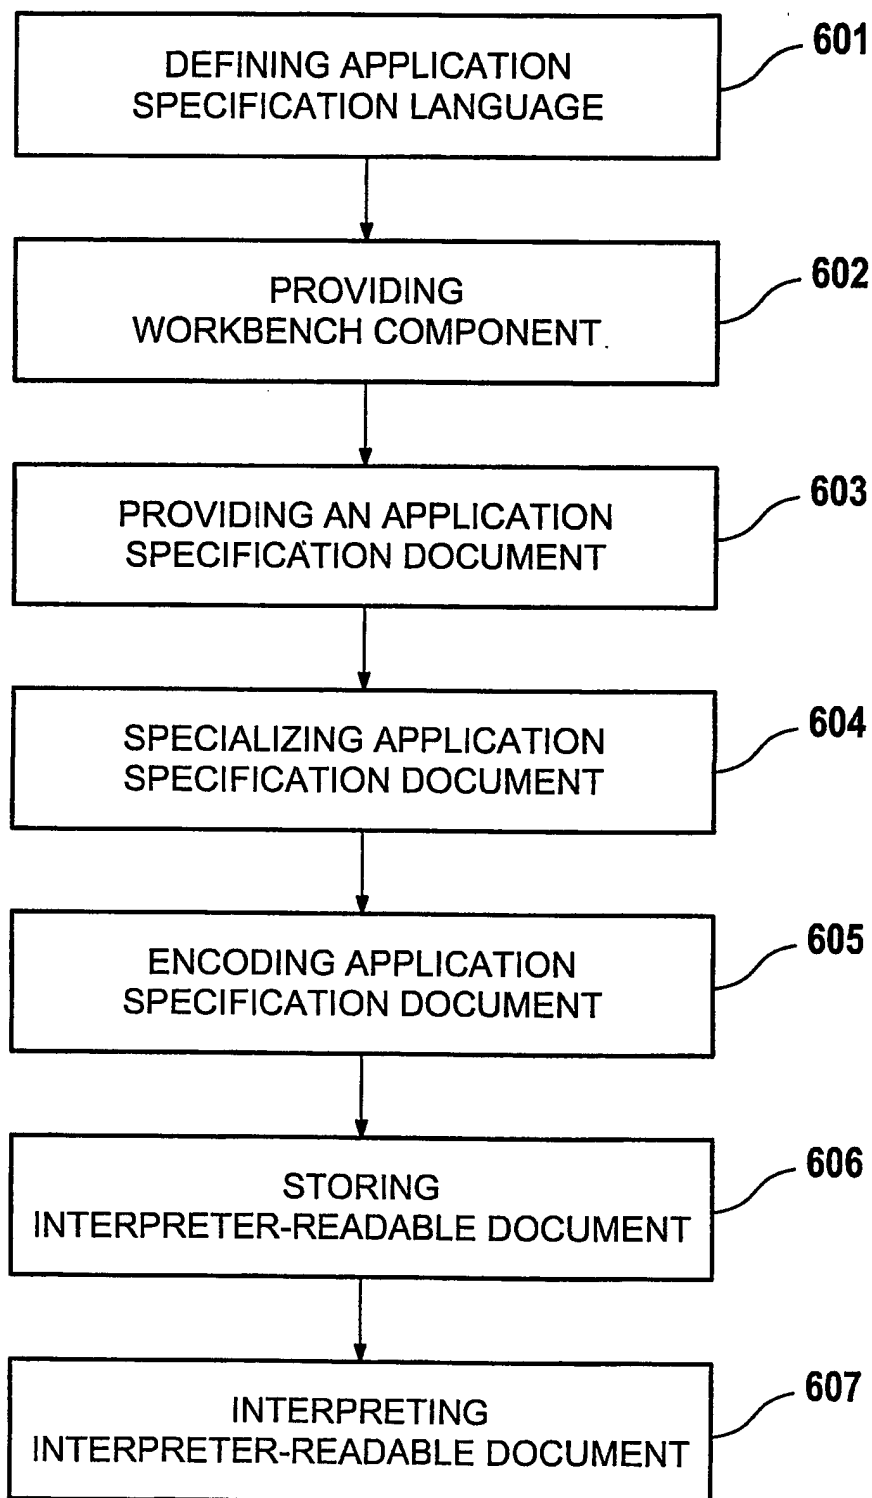 601
DEFINING APPLICATION
SPECIFICATION LANGUAGE
602
PROVIDING
WORKBENCH COMPONENT
603
PROVIDING AN APPLICATION
SPECIFICATION DOCUMENT
604
SPECIALIZING APPLICATION
SPECIFICATION DOCUMENT
605
ENCODING APPLICATION
SPECIFICATION DOCUMENT
606
STORING
INTERPRETER-READABLE DOCUMENT
607
INTERPRETING
INTERPRETER-READABLE DOCUMENT